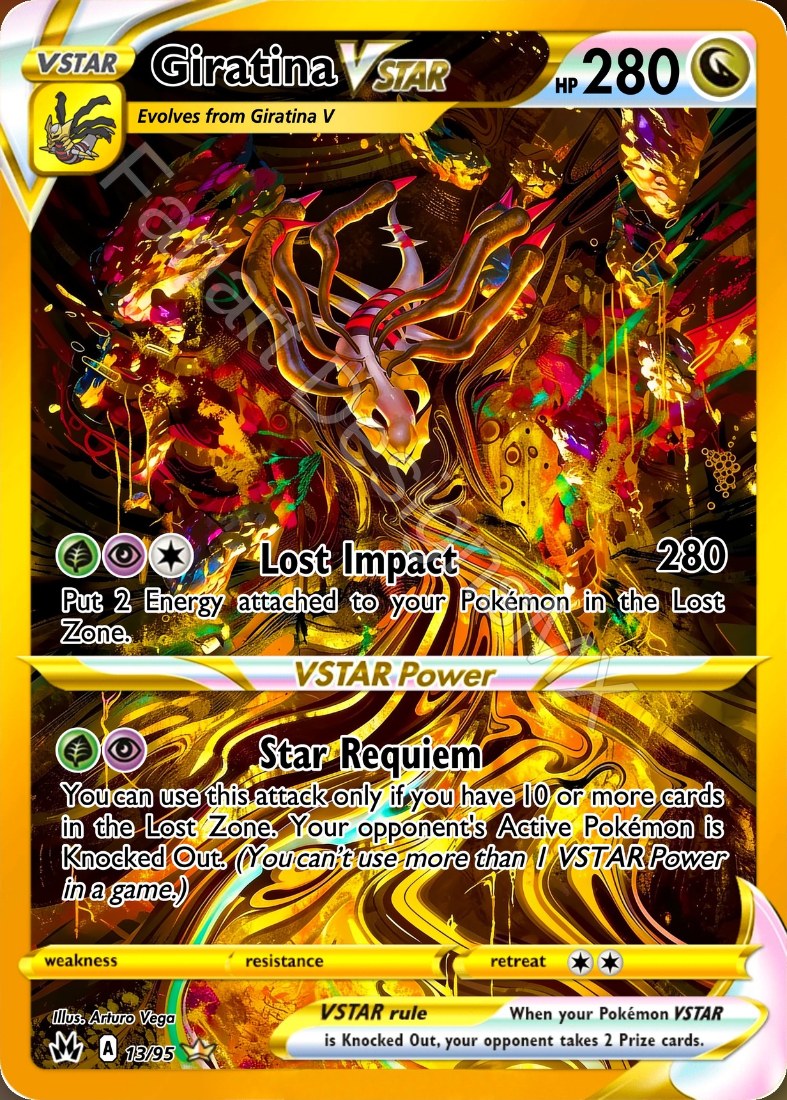 VSTAR
Giratina VSTAR
HP 280
Evolves from Giratina V
Fanart Design
Lost Impact 280
Put 2 Energy attached to your Pokémon in the Lost
Zone.
VSTAR Power
Star Requiem
You can use this attack only if you have 10 or more cards
in the Lost Zone. Your opponent's Active Pokémon is
Knocked Out. (You can't use more than 1 VSTAR Power
in a game.)
weakness resistance retreat
Illus. Arturo Vega
A 13/95
VSTAR rule When your Pokémon VSTAR
is Knocked Out, your opponent takes 2 Prize cards.